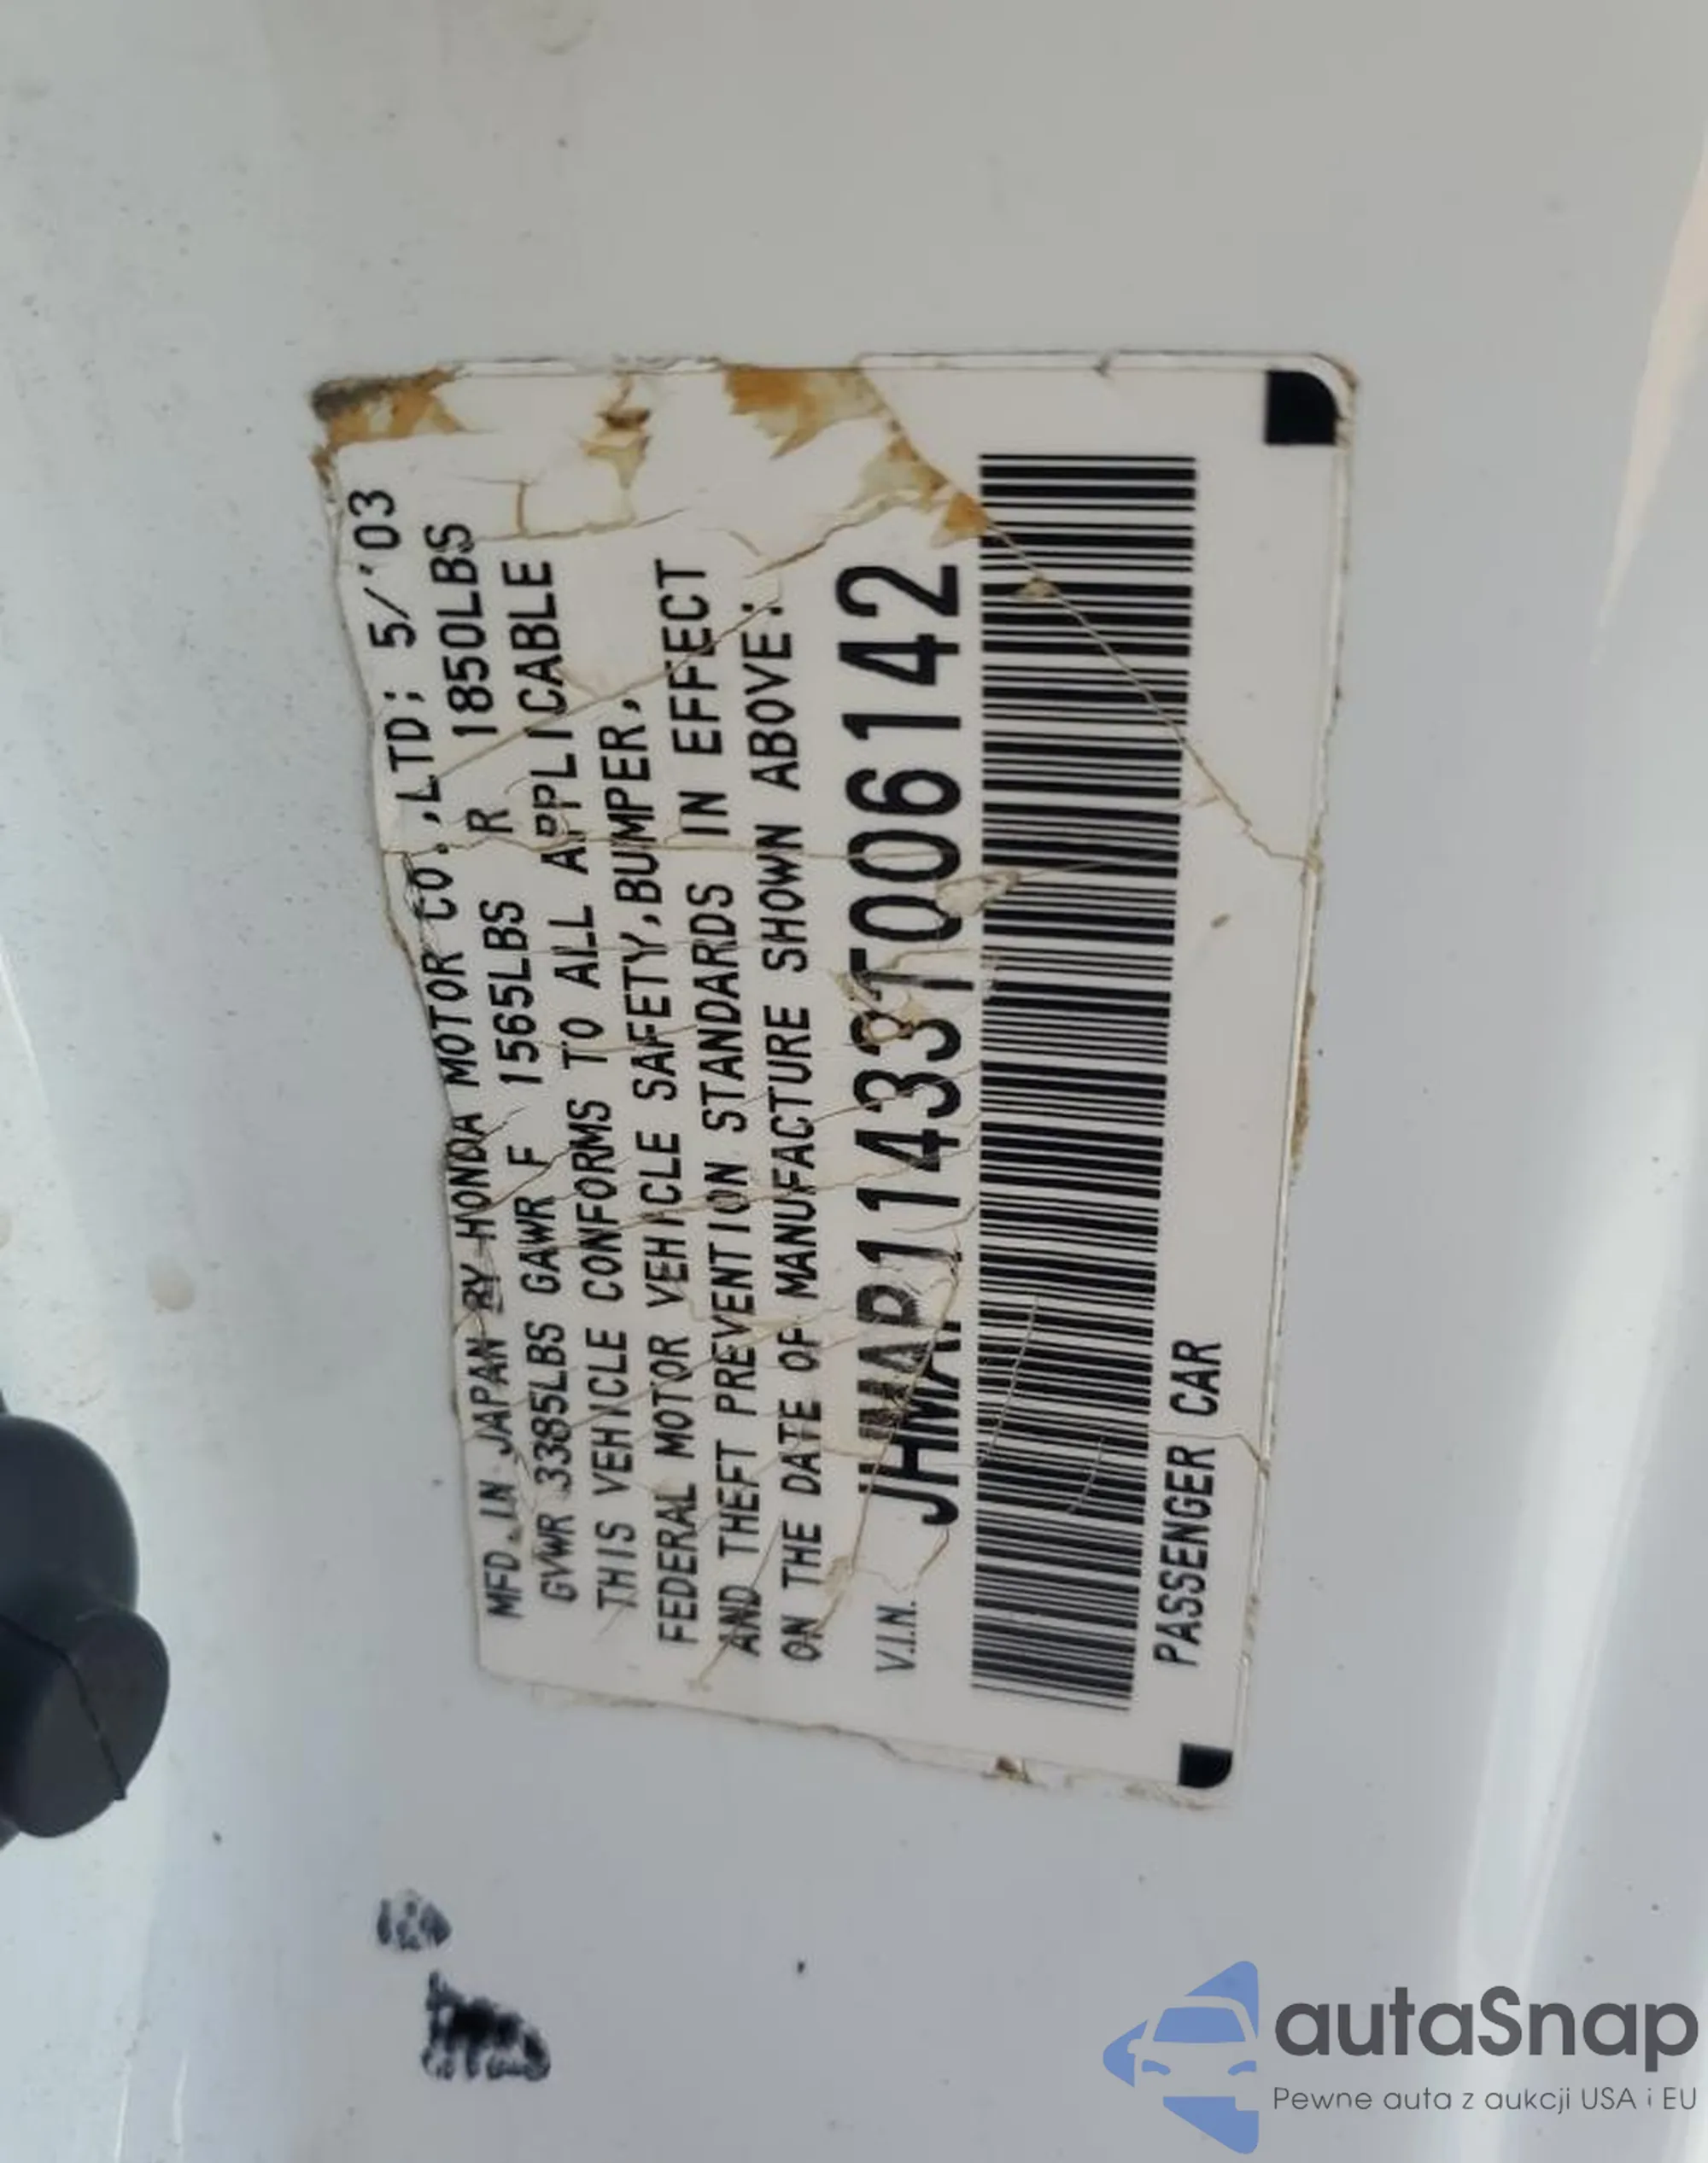 MFD. IN JAPAN BY HONDA MOTOR CO.,LTD; 5/'03
GVWR 3385LBS GAWR F 1565LBS R 1850LBS
THIS VEHICLE CONFORMS TO ALL APPLICABLE
FEDERAL MOTOR VEHICLE SAFETY,BUMPER,
AND THEFT PREVENTION STANDARDS IN EFFECT
ON THE DATE OF MANUFACTURE SHOWN ABOVE:
V.I.N. JHMAP11433T006142
PASSENGER CAR
autaSnap
Pewne auta z aukcji USA i EU